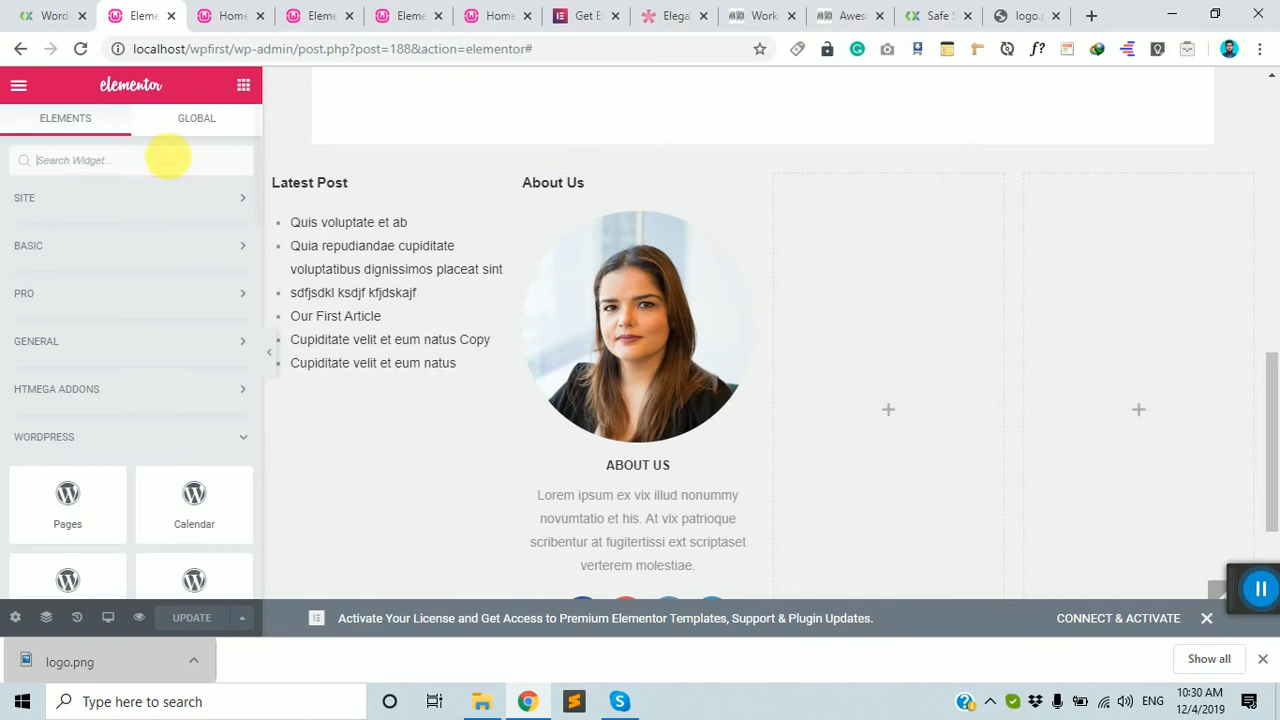 Word
Eleme
Home
Eleme
Eleme
Home
Get El
Elega
Work
Awes
Safe S
logo.p
localhost/wpfirst/wp-admin/post.php?post=188&action=elementor#
elementor
ELEMENTS
GLOBAL
Search Widget...
SITE
BASIC
PRO
GENERAL
HTMEGA ADDONS
WORDPRESS
Pages
Calendar
UPDATE
Latest Post
Quis voluptate et ab
Quia repudiandae cupiditate
voluptatibus dignissimos placeat sint
sdfjsdkl ksdjf kfjdskajf
Our First Article
Cupiditate velit et eum natus Copy
Cupiditate velit et eum natus
About Us
ABOUT US
Lorem ipsum ex vix illud nonummy
novumtatio et his. At vix patrioque
scribentur at fugitertissi ext scriptaset
verterem molestiae.
Activate Your License and Get Access to Premium Elementor Templates, Support & Plugin Updates.
CONNECT & ACTIVATE
logo.png
Show all
Type here to search
ENG
10:30 AM
12/4/2019